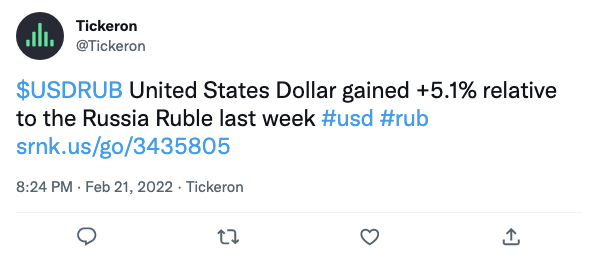 Tickeron
@Tickeron
$USDRUB United States Dollar gained +5.1% relative
to the Russia Ruble last week #usd #rub
srnk.us/go/3435805
8:24 PM · Feb 21, 2022 · Tickeron